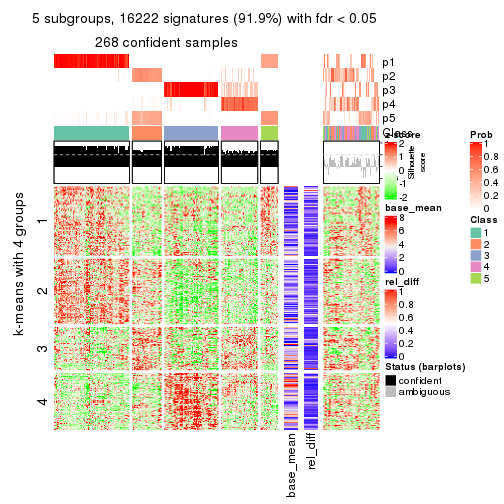 5 subgroups, 16222 signatures (91.9%) with fdr < 0.05
268 confident samples
p1
p2
p3
p4
p5
Class
Silhouette
score
k-means with 4 groups
1
2
3
4
base_mean
rel_diff
z-score
2
1
0
-1
-2
base_mean
8
6
4
2
0
rel_diff
1
0.8
0.6
0.4
0.2
0
Status (barplots)
confident
ambiguous
Prob
1
0.8
0.6
0.4
0.2
0
Class
1
2
3
4
5